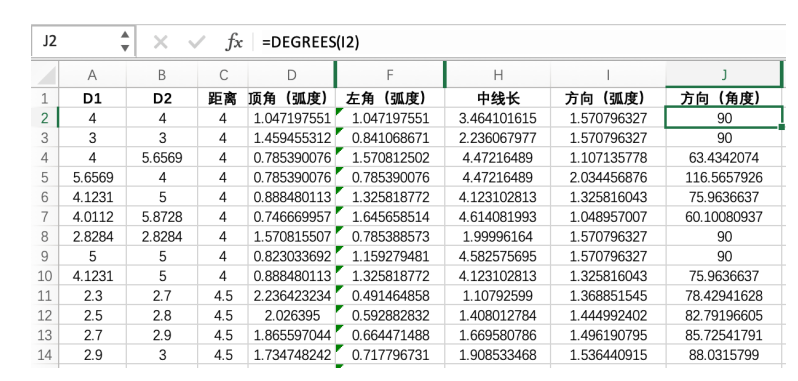 J2 fx =DEGREES(I2)
A B C D F H I J
1 D1 D2 距离 顶角（弧度） 左角（弧度） 中线长 方向（弧度） 方向（角度）
2 4 4 4 1.047197551 1.047197551 3.464101615 1.570796327 90
3 3 3 4 1.459455312 0.841068671 2.236067977 1.570796327 90
4 4 5.6569 4 0.785390076 1.570812502 4.47216489 1.107135778 63.4342074
5 5.6569 4 4 0.785390076 0.785390076 4.47216489 2.034456876 116.5657926
6 4.1231 5 4 0.888480113 1.325818772 4.123102813 1.325816043 75.9636637
7 4.0112 5.8728 4 0.746669957 1.645658514 4.614081993 1.048957007 60.10080937
8 2.8284 2.8284 4 1.570815507 0.785388573 1.99996164 1.570796327 90
9 5 5 4 0.823033692 1.159279481 4.582575695 1.570796327 90
10 4.1231 5 4 0.888480113 1.325818772 4.123102813 1.325816043 75.9636637
11 2.3 2.7 4.5 2.236423234 0.491464858 1.10792599 1.368851545 78.42941628
12 2.5 2.8 4.5 2.026395 0.592882832 1.408012784 1.444992402 82.79196605
13 2.7 2.9 4.5 1.865597044 0.664471488 1.669580786 1.496190795 85.72541791
14 2.9 3 4.5 1.734748242 0.717796731 1.908533468 1.536440915 88.0315799